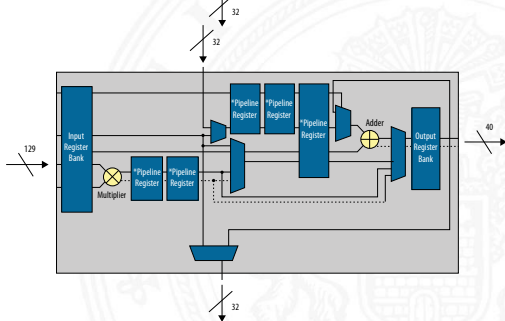 32
32
*Pipeline
Register
*Pipeline
Register
*Pipeline
Register
Adder
Input
Register
Bank
Output
Register
Bank
40
129
*Pipeline
Register
*Pipeline
Register
Multiplier
32